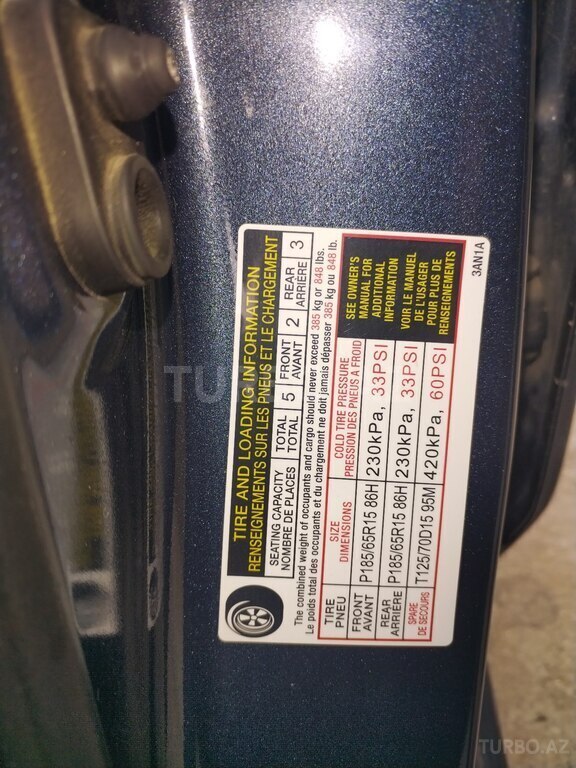 TIRE AND LOADING INFORMATION
RENSEIGNEMENTS SUR LES PNEUS ET LE CHARGEMENT
SEATING CAPACITY TOTAL 5 FRONT 2 REAR 3
NOMBRE DE PLACES TOTAL AVANT ARRIÈRE
The combined weight of occupants and cargo should never exceed 385 kg or 848 lbs.
Le poids total des occupants et du chargement ne doit jamais dépasser 385 kg ou 848 lb.
TIRE SIZE COLD TIRE PRESSURE
PNEU DIMENSIONS PRESSION DES PNEUS A FROID
FRONT P185/65R15 86H 230kPa, 33PSI
AVANT
REAR P185/65R15 86H 230kPa, 33PSI
ARRIÈRE
SPARE T125/70D15 95M 420kPa, 60PSI
DE SECOURS
SEE OWNER'S
MANUAL FOR
ADDITIONAL
INFORMATION
VOIR LE MANUEL
DE L'USAGER
POUR PLUS DE
RENSEIGNEMENTS
3AN1A
TURBO.AZ